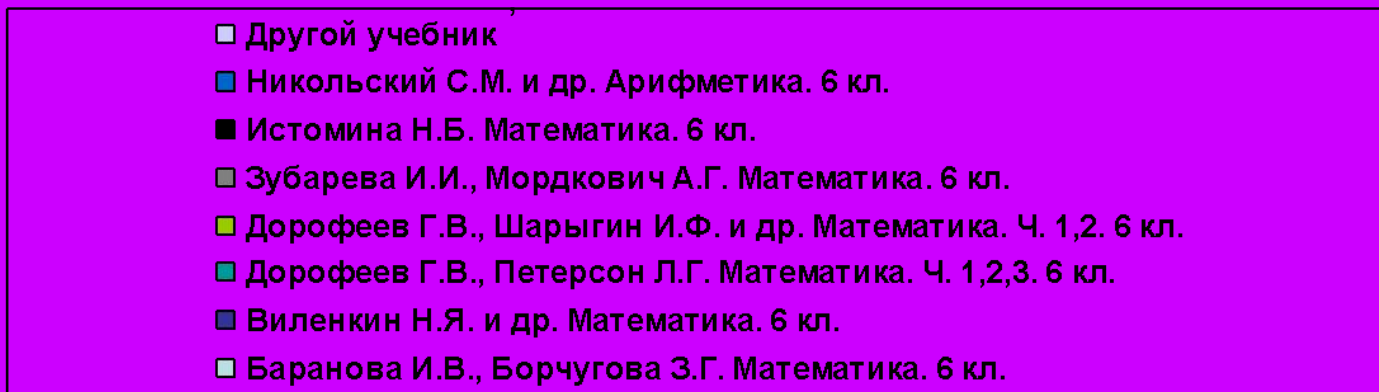 Другой учебник
Никольский С.М. и др. Арифметика. 6 кл.
Истомина Н.Б. Математика. 6 кл.
Зубарева И.И., Мордкович А.Г. Математика. 6 кл.
Дорофеев Г.В., Шарыгин И.Ф. и др. Математика. Ч. 1,2. 6 кл.
Дорофеев Г.В., Петерсон Л.Г. Математика. Ч. 1,2,3. 6 кл.
Виленкин Н.Я. и др. Математика. 6 кл.
Баранова И.В., Борчугова З.Г. Математика. 6 кл.